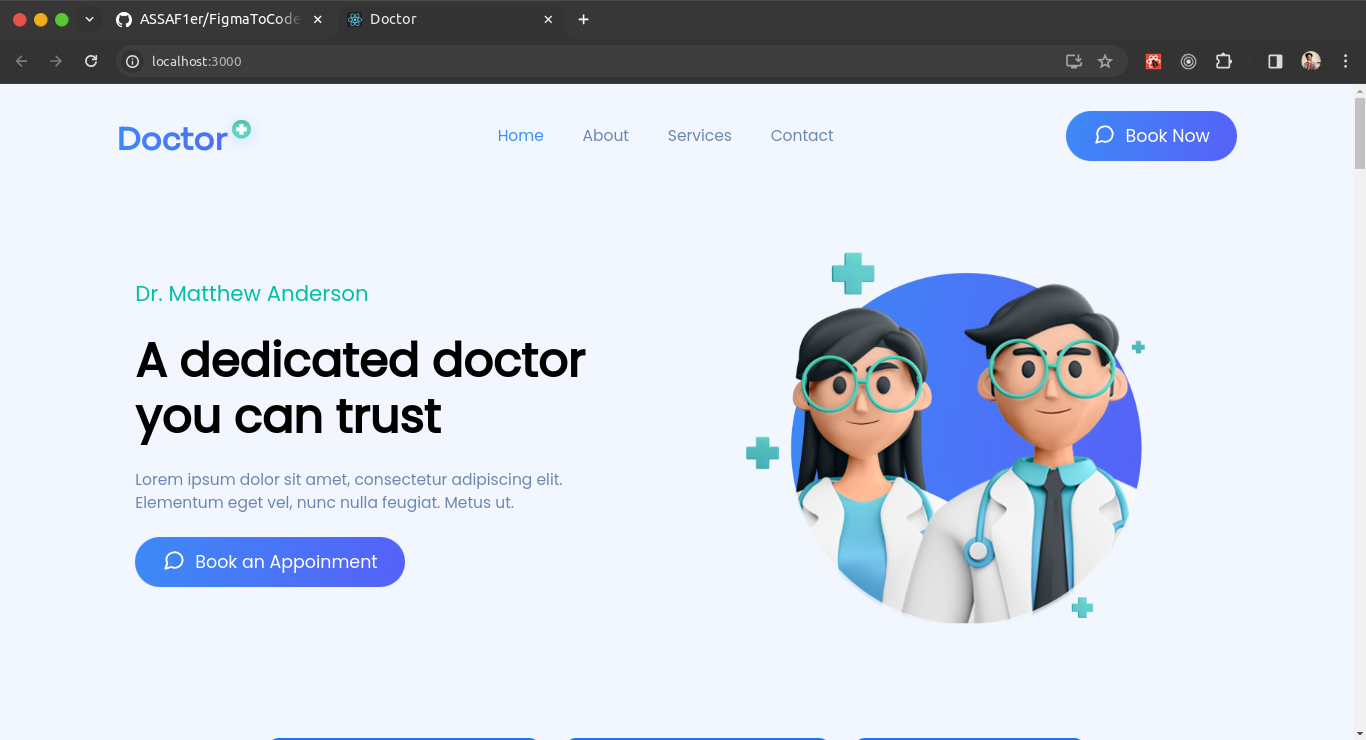 ASSAF1er/FigmaToCode
Doctor
localhost:3000
Doctor
Home
About
Services
Contact
Book Now
Dr. Matthew Anderson
A dedicated doctor
you can trust
Lorem ipsum dolor sit amet, consectetur adipiscing elit.
Elementum eget vel, nunc nulla feugiat. Metus ut.
Book an Appoinment